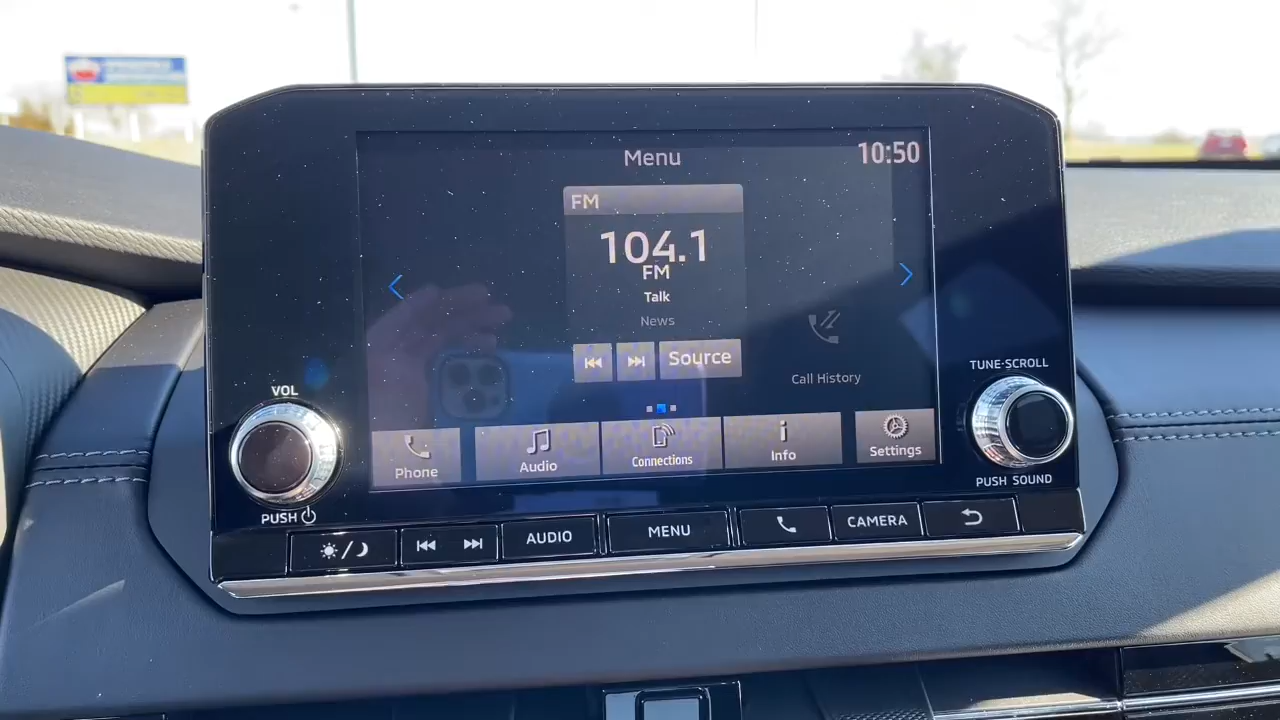 Menu
10:50
FM
104.1
FM
Talk
News
Source
Call History
Phone
Audio
Connections
Info
Settings
VOL
PUSH
TUNE·SCROLL
PUSH SOUND
AUDIO
MENU
CAMERA